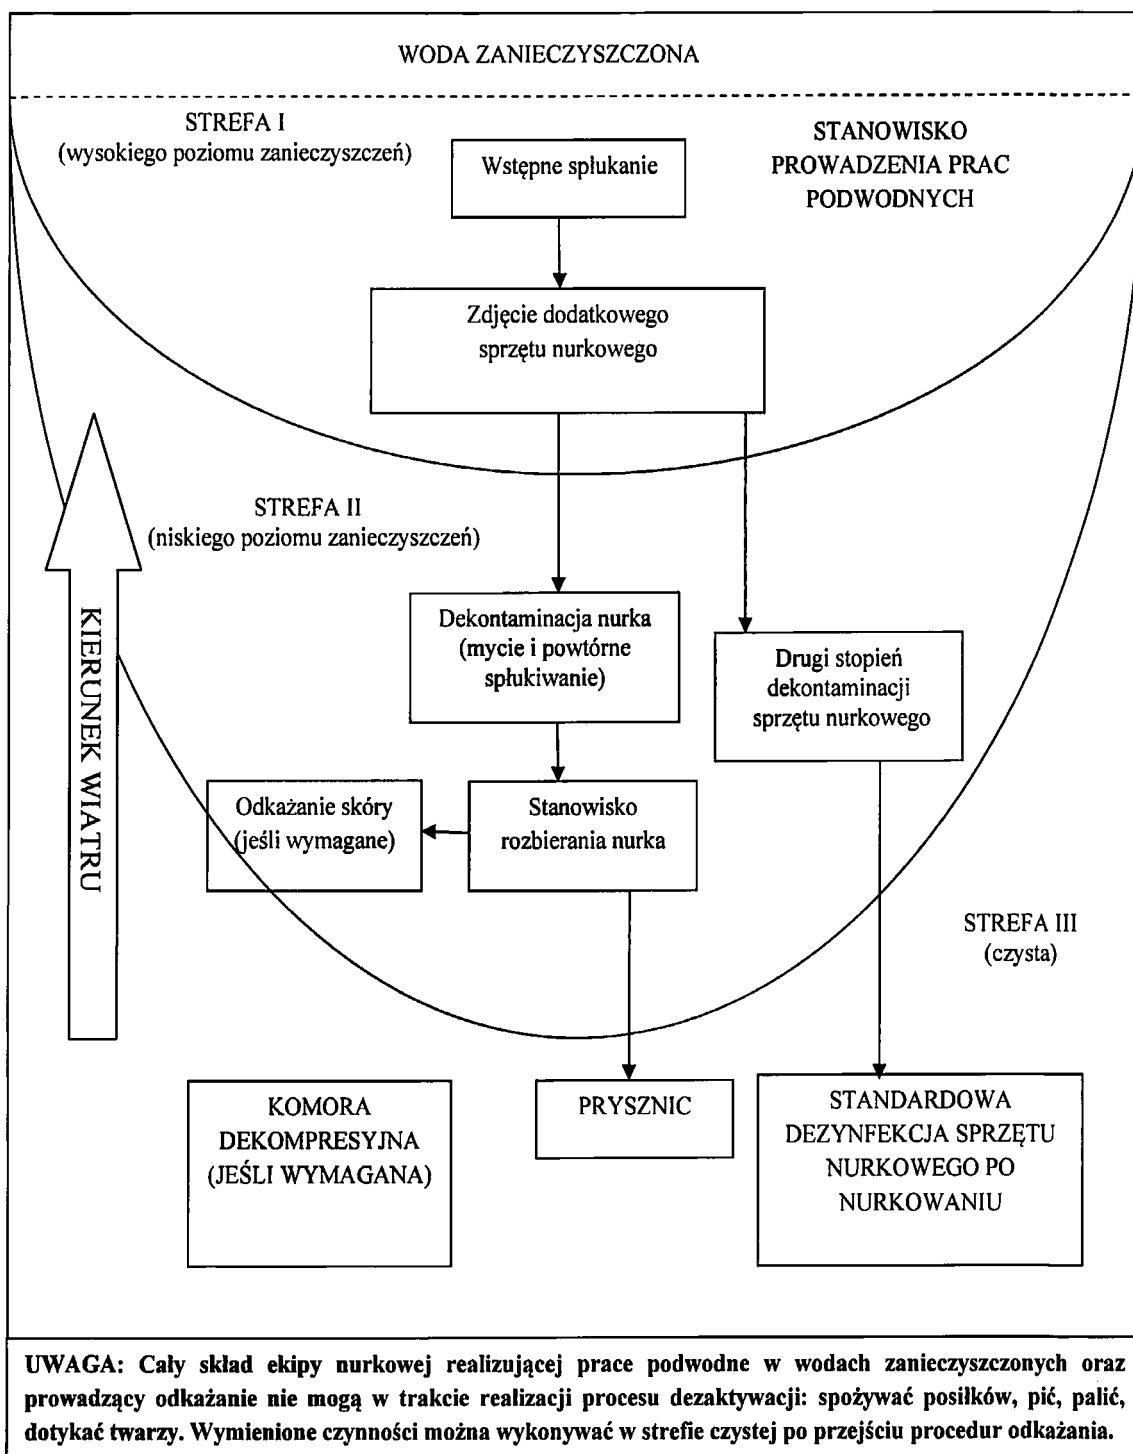 WODA ZANIECZYSZCZONA
STREFA I
(wysokiego poziomu zanieczyszczeń)
STANOWISKO
PROWADZENIA PRAC
PODWODNYCH
Wstępne spłukanie
Zdjęcie dodatkowego
sprzętu nurkowego
STREFA II
(niskiego poziomu zanieczyszczeń)
KIERUNEK WIATRU
Dekontaminacja nurka
(mycie i powtórne
spłukiwanie)
Drugi stopień
dekontaminacji
sprzętu nurkowego
Odkażanie skóry
(jeśli wymagane)
Stanowisko
rozbierania nurka
STREFA III
(czysta)
KOMORA
DEKOMPRESYJNA
(JEŚLI WYMAGANA)
PRYSZNIC
STANDARDOWA
DEZYNFEKCJA SPRZĘTU
NURKOWEGO PO
NURKOWANIU
UWAGA: Cały skład ekipy nurkowej realizującej prace podwodne w wodach zanieczyszczonych oraz
prowadzący odkażanie nie mogą w trakcie realizacji procesu dezaktywacji: spożywać posiłków, pić, palić,
dotykać twarzy. Wymienione czynności można wykonywać w strefie czystej po przejściu procedur odkażania.